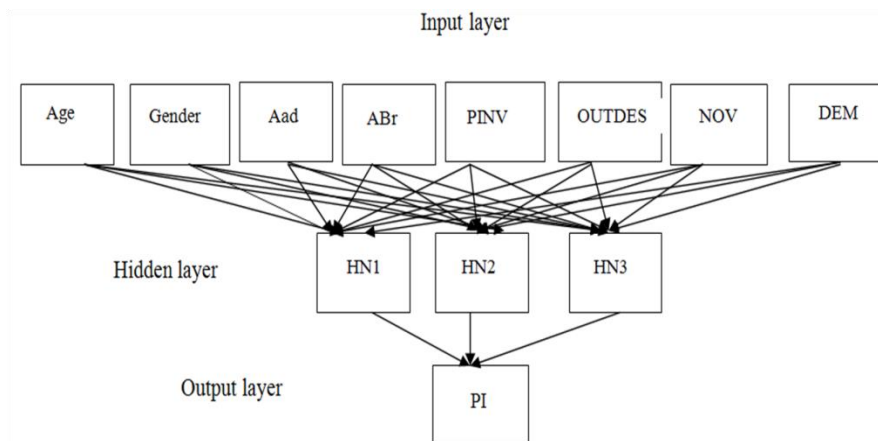 Input layer
Age Gender Aad ABr PINV OUTDES NOV DEM
Hidden layer HN1 HN2 HN3
Output layer PI